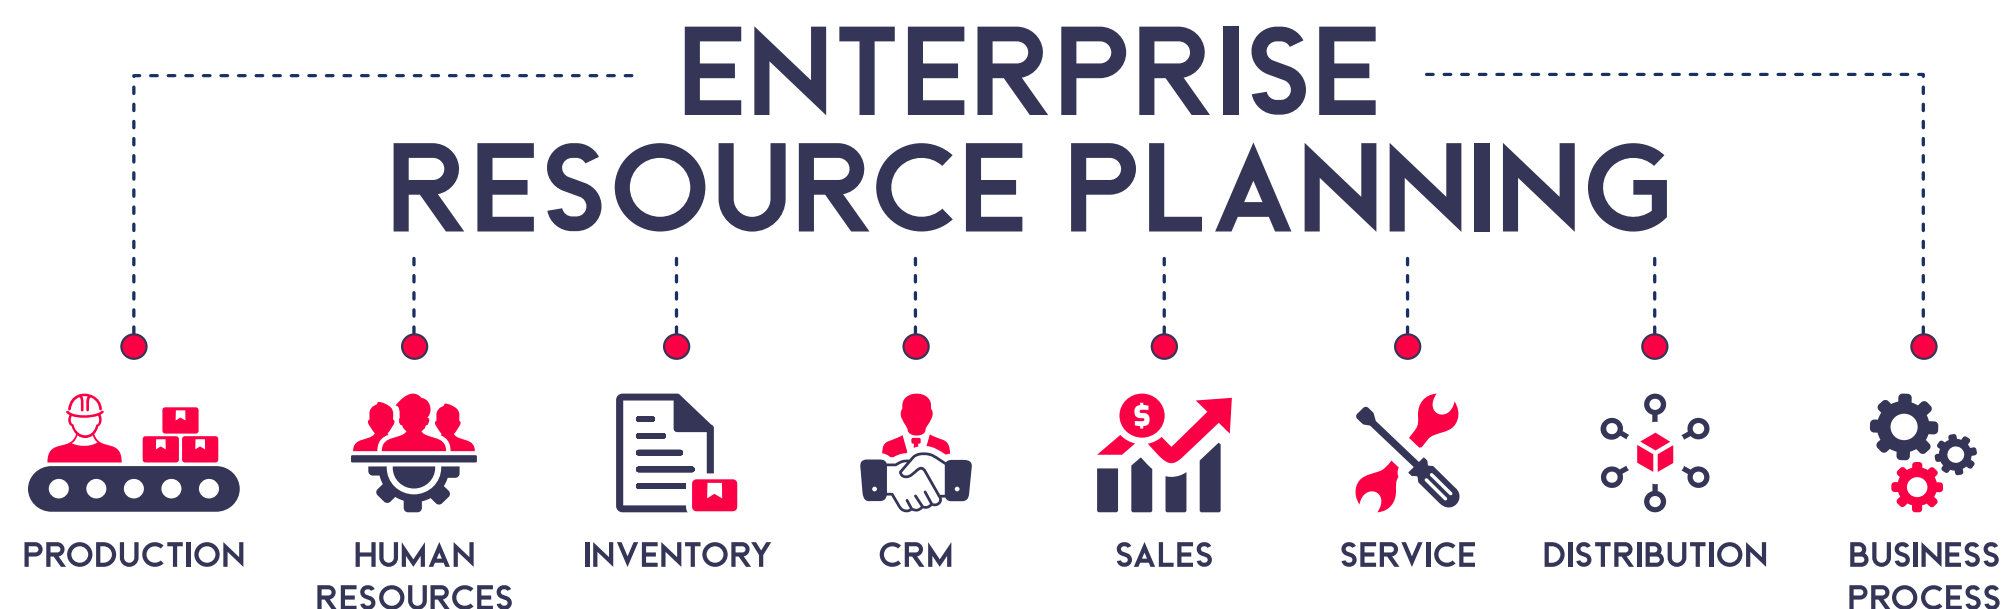 ENTERPRISE
RESOURCE PLANNING
$
PRODUCTION
HUMAN
RESOURCES
INVENTORY
CRM
SALES
SERVICE
DISTRIBUTION
BUSINESS
PROCESS